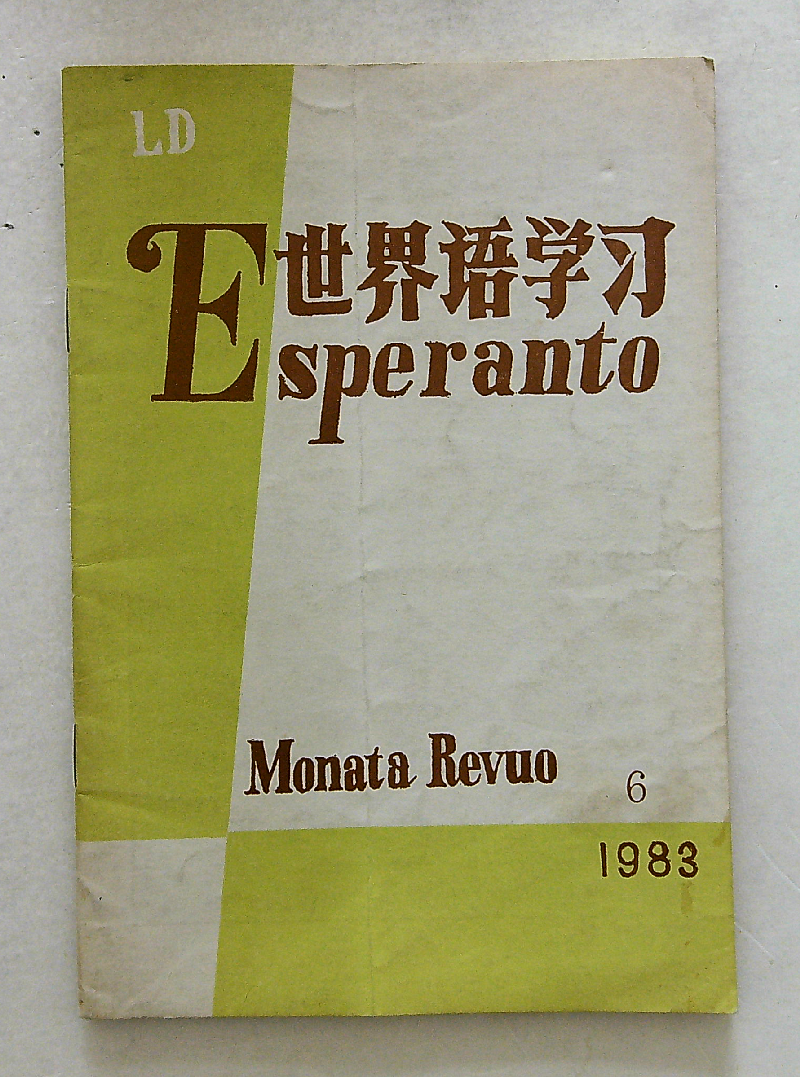 LD
世界语学习
Esperanto
Monata Revuo
6
1983